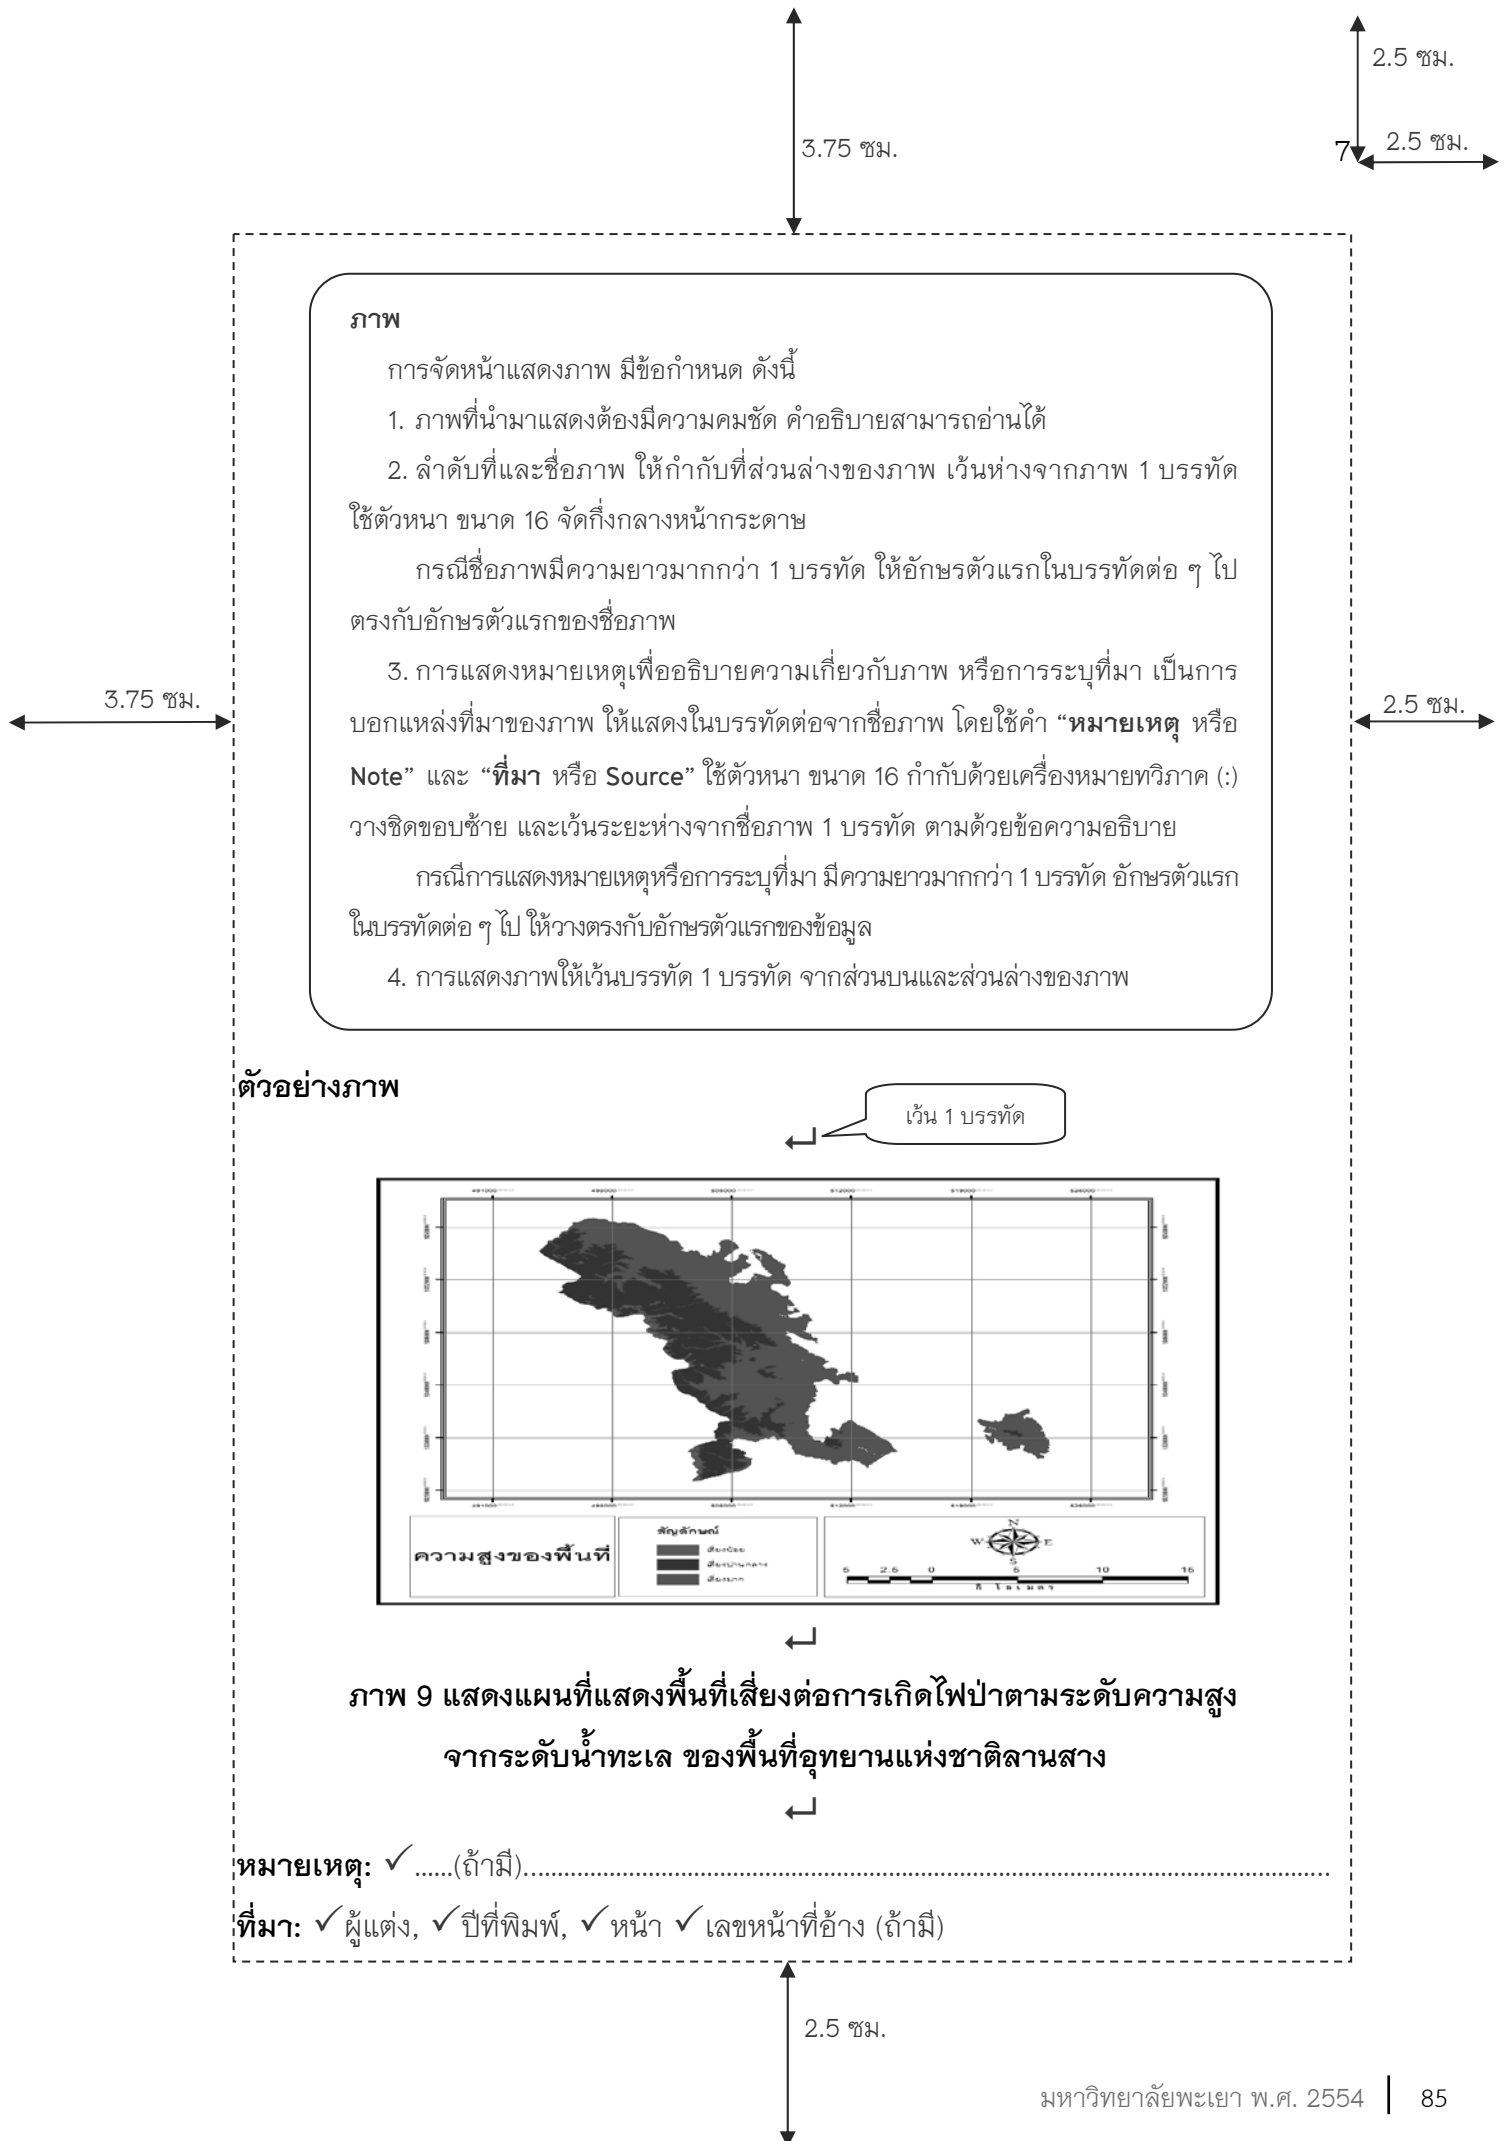 2.5 ซม.
3.75 ซม.
7
2.5 ซม.
ภาพ
การจัดหน้าแสดงภาพ มีข้อกำหนด ดังนี้
1. ภาพที่นำมาแสดงต้องมีความคมชัด คำอธิบายสามารถอ่านได้
2. ลำดับที่และชื่อภาพ ให้กำกับที่ส่วนล่างของภาพ เว้นห่างจากภาพ 1 บรรทัด
ใช้ตัวหนา ขนาด 16 จัดกึ่งกลางหน้ากระดาษ
กรณีชื่อภาพมีความยาวมากกว่า 1 บรรทัด ให้อักษรตัวแรกในบรรทัดต่อ ๆ ไป
ตรงกับอักษรตัวแรกของชื่อภาพ
3. การแสดงหมายเหตุเพื่ออธิบายความเกี่ยวกับภาพ หรือการระบุที่มา เป็นการ
3.75 ซม.
2.5 ซม.
บอกแหล่งที่มาของภาพ ให้แสดงในบรรทัดต่อจากชื่อภาพ โดยใช้คำ “หมายเหตุ หรือ
Note” และ “ที่มา หรือ Source” ใช้ตัวหนา ขนาด 16 กำกับด้วยเครื่องหมายทวิภาค (:)
วางชิดขอบซ้าย และเว้นระยะห่างจากชื่อภาพ 1 บรรทัด ตามด้วยข้อความอธิบาย
กรณีการแสดงหมายเหตุหรือการระบุที่มา มีความยาวมากกว่า 1 บรรทัด อักษรตัวแรก
ในบรรทัดต่อ ๆ ไป ให้วางตรงกับอักษรตัวแรกของข้อมูล
4. การแสดงภาพให้เว้นบรรทัด 1 บรรทัด จากส่วนบนและส่วนล่างของภาพ
ตัวอย่างภาพ
เว้น 1 บรรทัด
ความสูงของพื้นที่
สัญลักษณ์
เสี่ยงน้อย
เสี่ยงปานกลาง
เสี่ยงมาก
N
W E
S
5 2.5 0 5 10 15
กิโลเมตร
ภาพ 9 แสดงแผนที่แสดงพื้นที่เสี่ยงต่อการเกิดไฟป่าตามระดับความสูง
จากระดับน้ำทะเล ของพื้นที่อุทยานแห่งชาติลานสาง
หมายเหตุ: ✓......(ถ้ามี)....................................................................................................................
ที่มา: ✓ผู้แต่ง, ✓ปีที่พิมพ์, ✓หน้า ✓เลขหน้าที่อ้าง (ถ้ามี)
2.5 ซม.
มหาวิทยาลัยพะเยา พ.ศ. 2554 | 85